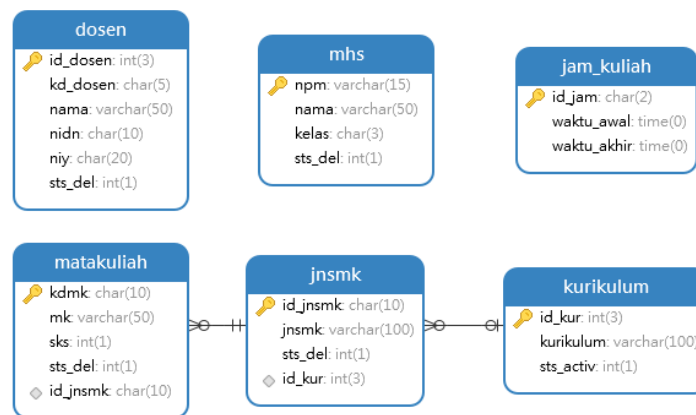 dosen
id_dosen: int(3)
kd_dosen: char(5)
nama: varchar(50)
nidn: char(10)
niy: char(20)
sts_del: int(1)
mhs
npm: varchar(15)
nama: varchar(50)
kelas: char(3)
sts_del: int(1)
jam_kuliah
id_jam: char(2)
waktu_awal: time(0)
waktu_akhir: time(0)
matakuliah
kdmk: char(10)
mk: varchar(50)
sks: int(1)
sts_del: int(1)
id_jnsmk: char(10)
jnsmk
id_jnsmk: char(10)
jnsmk: varchar(100)
sts_del: int(1)
id_kur: int(3)
kurikulum
id_kur: int(3)
kurikulum: varchar(100)
sts_activ: int(1)